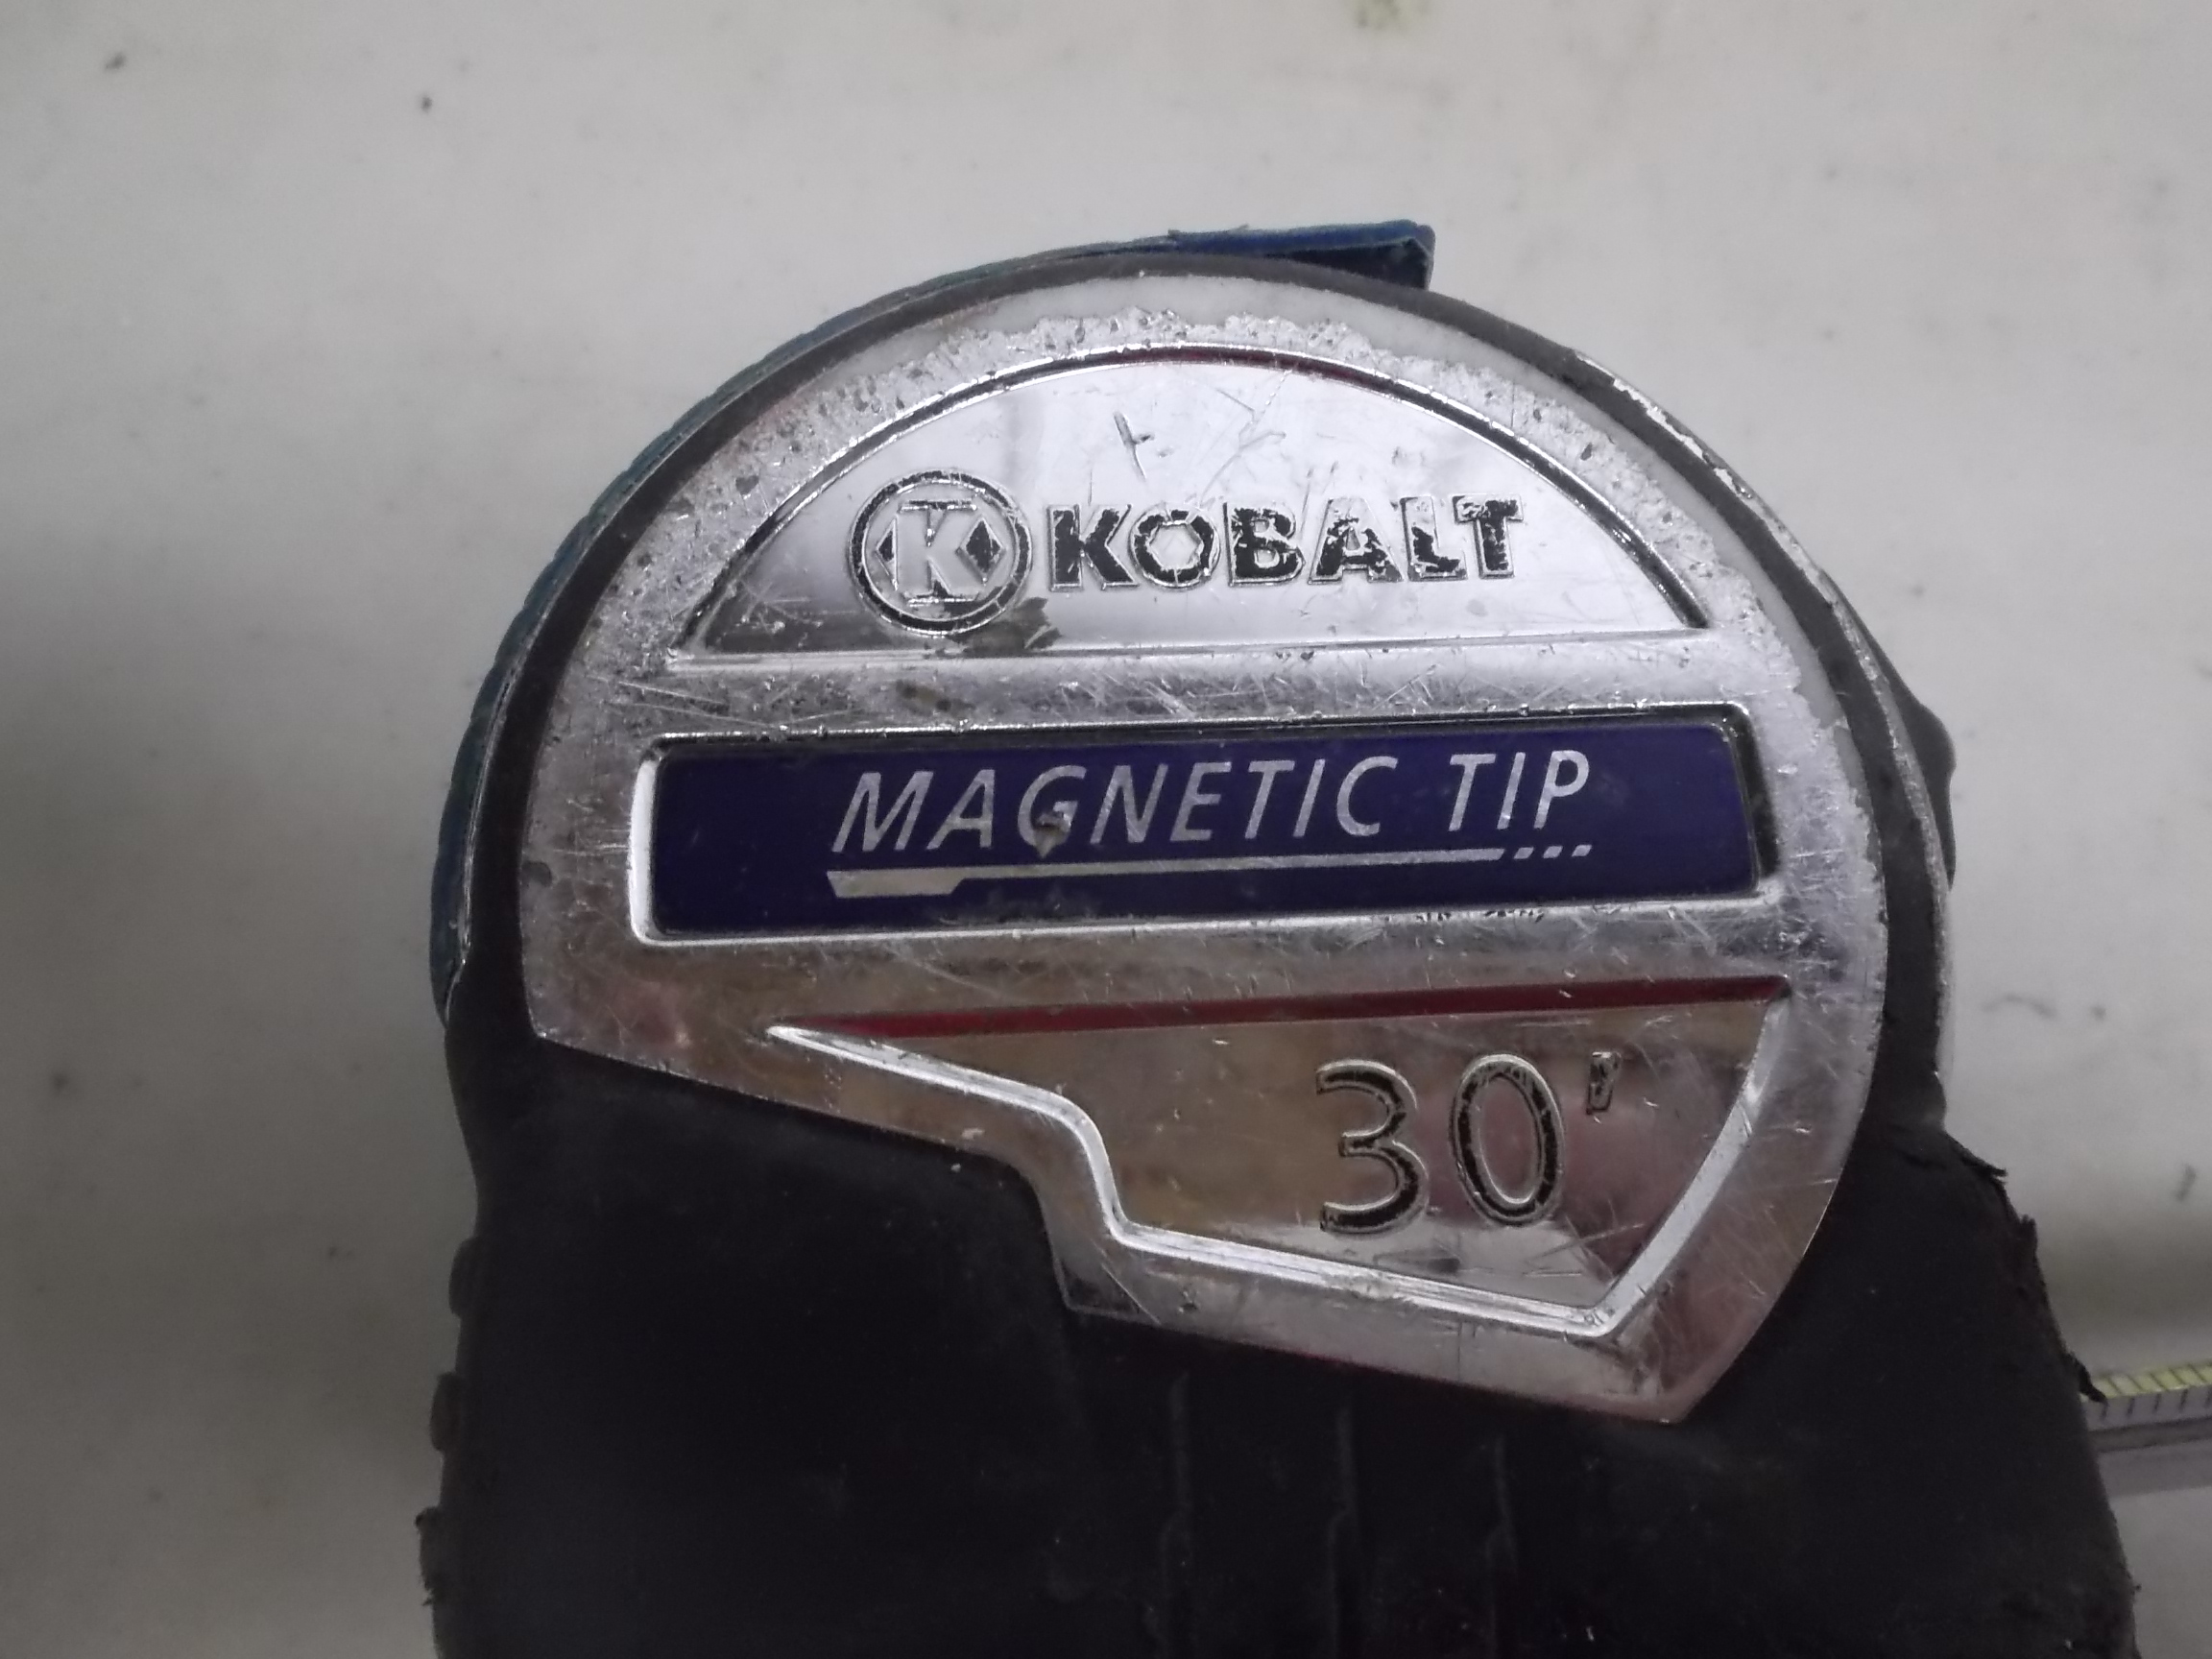 K KOBALT
MAGNETIC TIP
30'